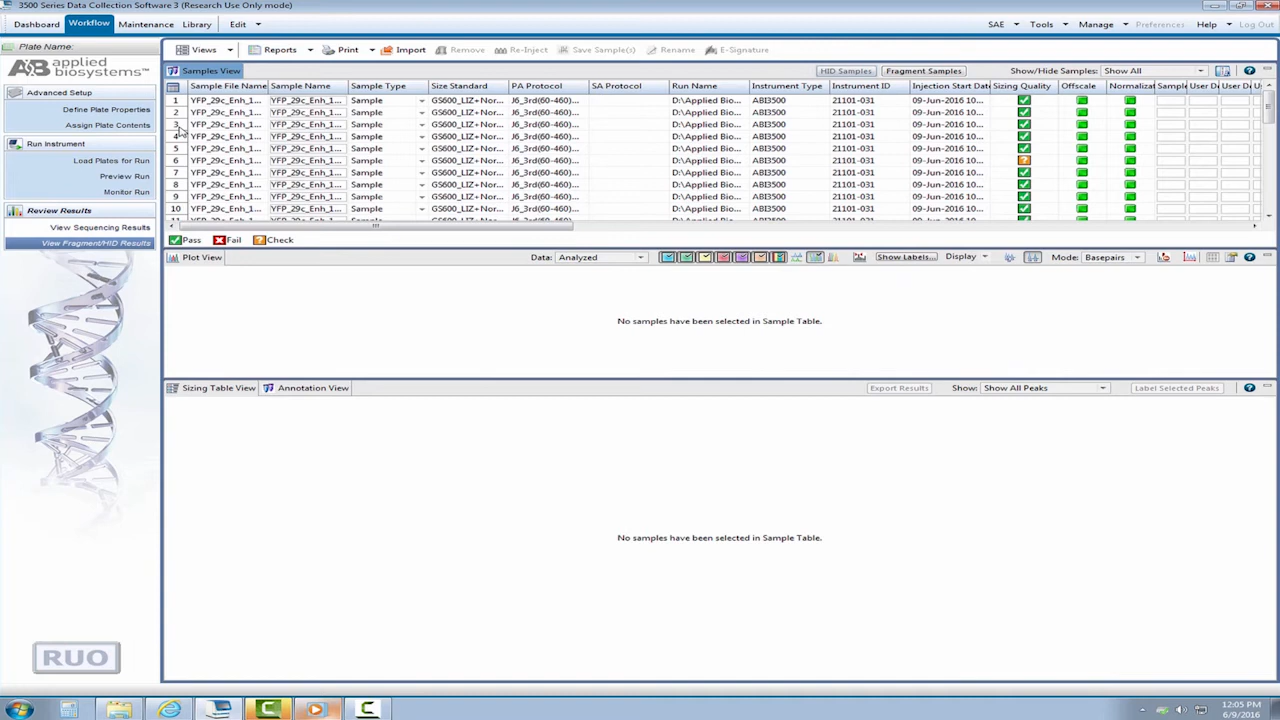 3500 Series Data Collection Software 3 (Research Use Only mode)
Dashboard Workflow Maintenance Library Edit SAE Tools Manage Preferences Help Log Out
Plate Name:
applied biosystems™
Advanced Setup
Define Plate Properties
Assign Plate Contents
Run Instrument
Load Plates for Run
Preview Run
Monitor Run
Review Results
View Sequencing Results
View Fragment/HID Results
RUO
Views Reports Print Import Remove Re-Inject Save Sample(s) Rename E-Signature
Samples View HID Samples Fragment Samples Show/Hide Samples: Show All
Sample File Name Sample Name Sample Type Size Standard PA Protocol SA Protocol Run Name Instrument Type Instrument ID Injection Start Date Sizing Quality Offscale Normalizat Sample User D User D
1 YFP_29c_Enh_1... YFP_29c_Enh_1... Sample GS600_LIZ+Nor... J6_3rd(60-460)... D:\Applied Bio... ABI3500 21101-031 09-Jun-2016 10...
2 YFP_29c_Enh_1... YFP_29c_Enh_1... Sample GS600_LIZ+Nor... J6_3rd(60-460)... D:\Applied Bio... ABI3500 21101-031 09-Jun-2016 10...
3 YFP_29c_Enh_1... YFP_29c_Enh_1... Sample GS600_LIZ+Nor... J6_3rd(60-460)... D:\Applied Bio... ABI3500 21101-031 09-Jun-2016 10...
4 YFP_29c_Enh_1... YFP_29c_Enh_1... Sample GS600_LIZ+Nor... J6_3rd(60-460)... D:\Applied Bio... ABI3500 21101-031 09-Jun-2016 10...
5 YFP_29c_Enh_1... YFP_29c_Enh_1... Sample GS600_LIZ+Nor... J6_3rd(60-460)... D:\Applied Bio... ABI3500 21101-031 09-Jun-2016 10...
6 YFP_29c_Enh_1... YFP_29c_Enh_1... Sample GS600_LIZ+Nor... J6_3rd(60-460)... D:\Applied Bio... ABI3500 21101-031 09-Jun-2016 10...
7 YFP_29c_Enh_1... YFP_29c_Enh_1... Sample GS600_LIZ+Nor... J6_3rd(60-460)... D:\Applied Bio... ABI3500 21101-031 09-Jun-2016 10...
8 YFP_29c_Enh_1... YFP_29c_Enh_1... Sample GS600_LIZ+Nor... J6_3rd(60-460)... D:\Applied Bio... ABI3500 21101-031 09-Jun-2016 10...
9 YFP_29c_Enh_1... YFP_29c_Enh_1... Sample GS600_LIZ+Nor... J6_3rd(60-460)... D:\Applied Bio... ABI3500 21101-031 09-Jun-2016 10...
10 YFP_29c_Enh_1... YFP_29c_Enh_1... Sample GS600_LIZ+Nor... J6_3rd(60-460)... D:\Applied Bio... ABI3500 21101-031 09-Jun-2016 10...
Pass Fail Check
Plot View Data: Analyzed Show Labels... Display Mode: Basepairs
No samples have been selected in Sample Table.
Sizing Table View Annotation View Export Results Show: Show All Peaks Label Selected Peaks
No samples have been selected in Sample Table.
12:05 PM
6/9/2016